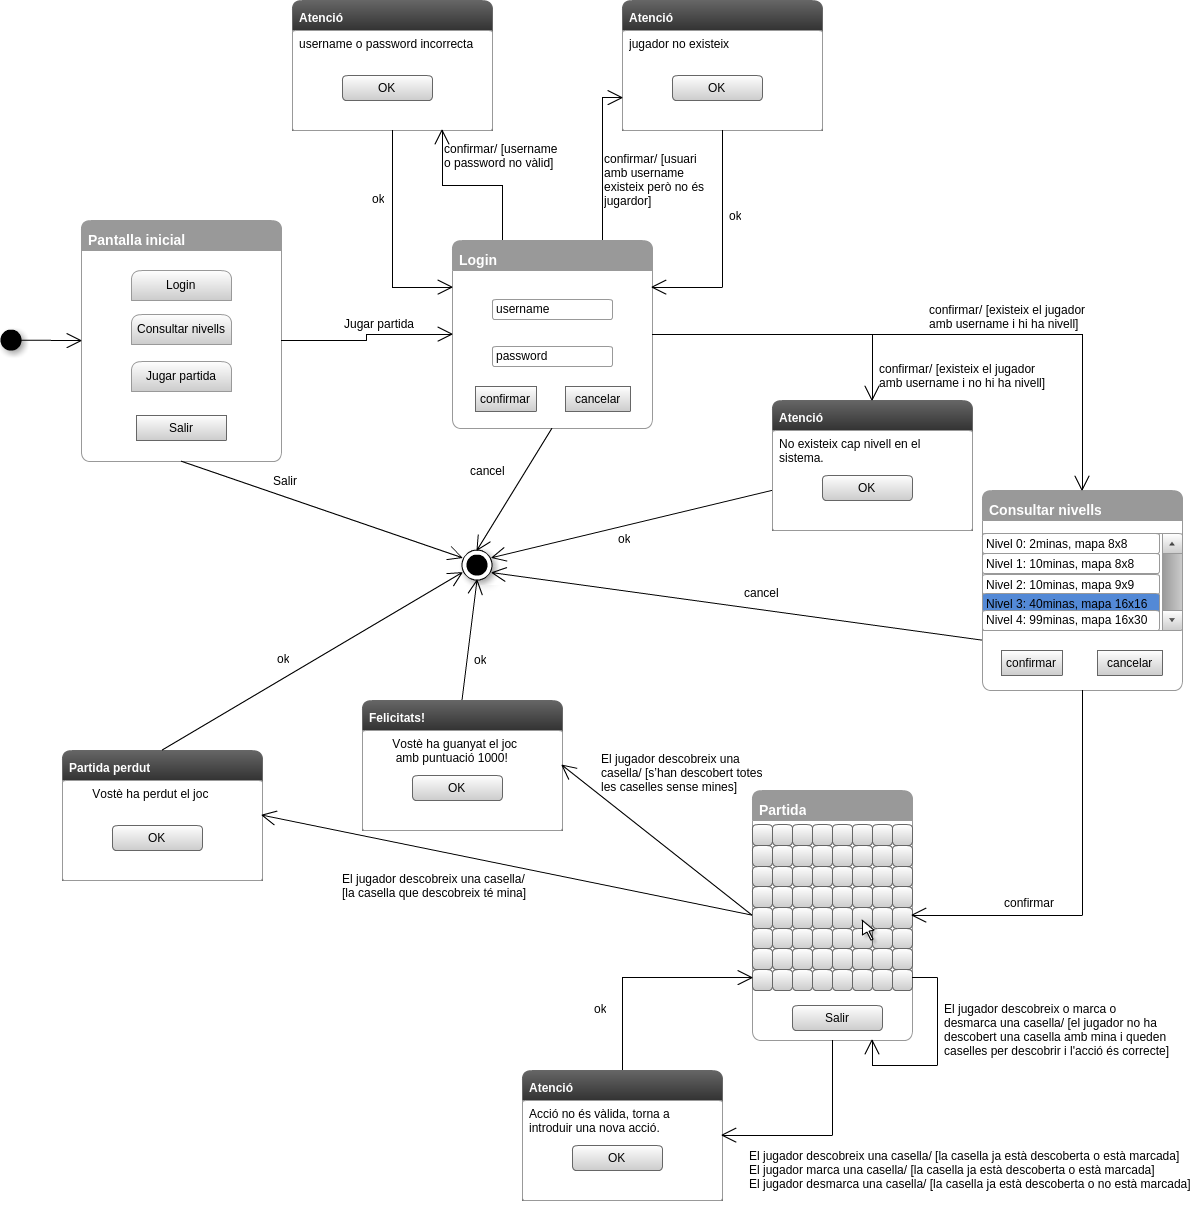 Atenció
username o password incorrecta
OK
Atenció
jugador no existeix
OK
confirmar/ [username
o password no vàlid]
ok
confirmar/ [usuari
amb username
existeix però no és
jugardor]
ok
Pantalla inicial
Login
Consultar nivells
Jugar partida
Salir
Jugar partida
Login
username
password
confirmar
cancelar
confirmar/ [existeix el jugador
amb username i hi ha nivell]
confirmar/ [existeix el jugador
amb username i no hi ha nivell]
Atenció
No existeix cap nivell en el
sistema.
OK
Salir
cancel
ok
Consultar nivells
Nivel 0: 2minas, mapa 8x8
Nivel 1: 10minas, mapa 8x8
Nivel 2: 10minas, mapa 9x9
Nivel 3: 40minas, mapa 16x16
Nivel 4: 99minas, mapa 16x30
confirmar
cancelar
cancel
ok
ok
Felicitats!
Vostè ha guanyat el joc
amb puntuació 1000!
OK
Partida perdut
Vostè ha perdut el joc
OK
El jugador descobreix una
casella/ [s'han descobert totes
les caselles sense mines]
El jugador descobreix una casella/
[la casella que descobreix té mina]
Partida
Salir
confirmar
ok
El jugador descobreix o marca o
desmarca una casella/ [el jugador no ha
descobert una casella amb mina i queden
caselles per descobrir i l'acció és correcte]
Atenció
Acció no és vàlida, torna a
introduir una nova acció.
OK
El jugador descobreix una casella/ [la casella ja està descoberta o està marcada]
El jugador marca una casella/ [la casella ja està descoberta o està marcada]
El jugador desmarca una casella/ [la casella ja està descoberta o no està marcada]